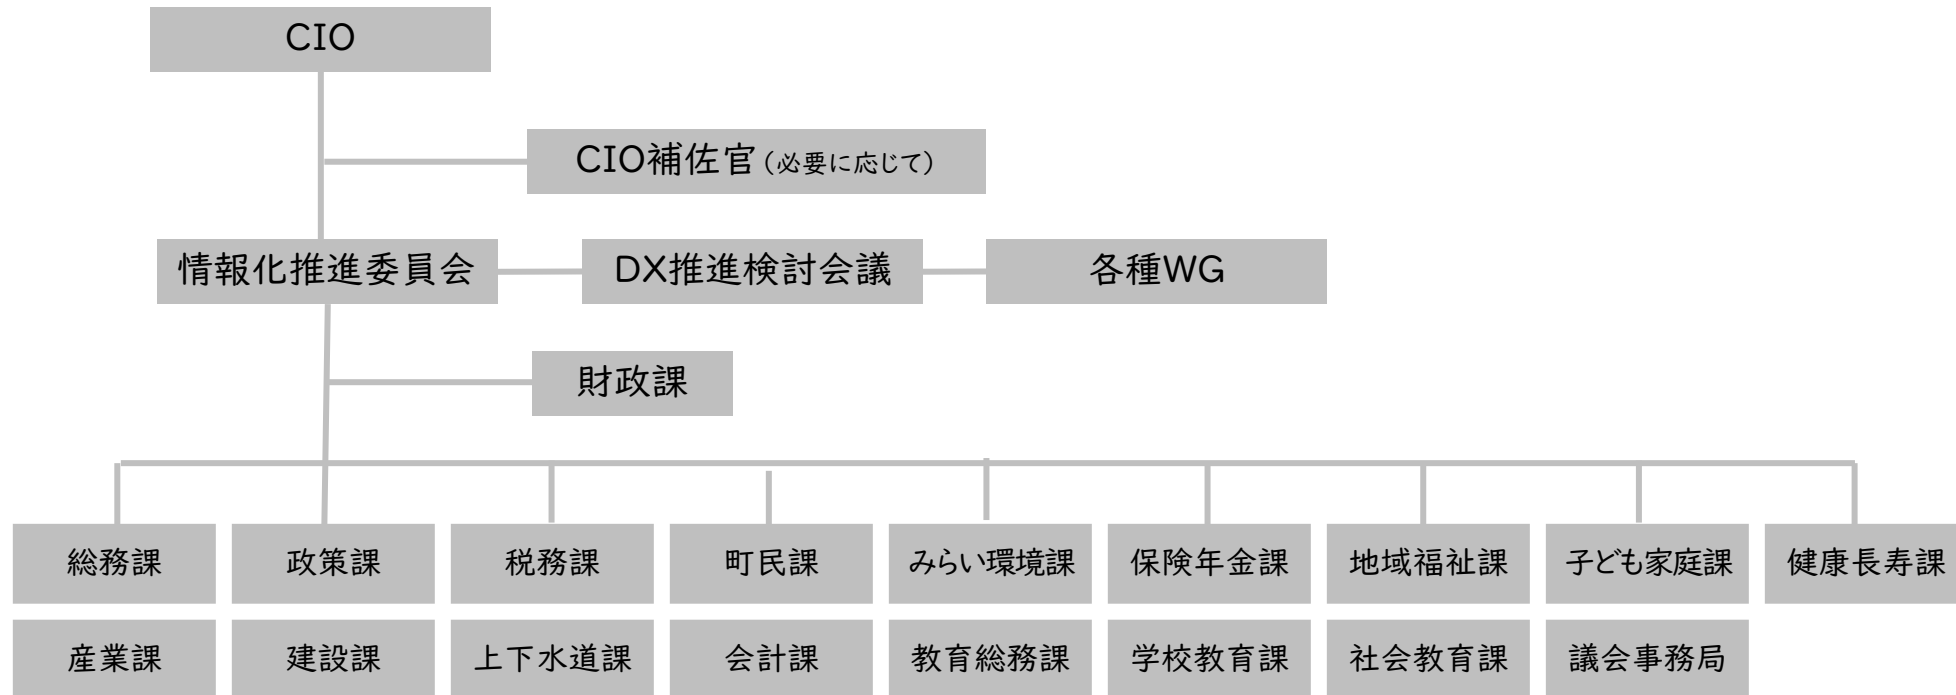 CIO
CIO補佐官（必要に応じて）
情報化推進委員会
DX推進検討会議
各種WG
財政課
総務課
政策課
税務課
町民課
みらい環境課
保険年金課
地域福祉課
子ども家庭課
健康長寿課
産業課
建設課
上下水道課
会計課
教育総務課
学校教育課
社会教育課
議会事務局